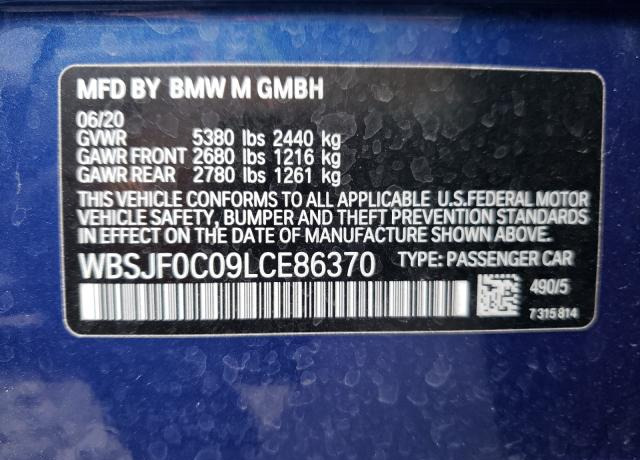 MFD BY BMW M GMBH
06/20
GVWR 5380 lbs 2440 kg
GAWR FRONT 2680 lbs 1216 kg
GAWR REAR 2780 lbs 1261 kg
THIS VEHICLE CONFORMS TO ALL APPLICABLE U.S.FEDERAL MOTOR
VEHICLE SAFETY, BUMPER AND THEFT PREVENTION STANDARDS
IN EFFECT ON THE DATE OF MANUFACTURE SHOWN ABOVE.
WBSJF0C09LCE86370 TYPE: PASSENGER CAR
490/5
7 315 814